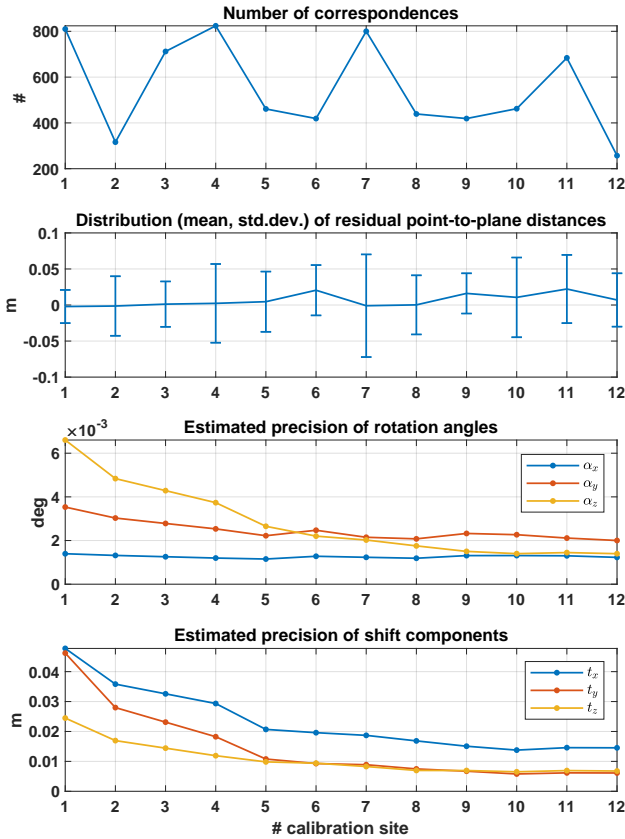 Number of correspondences
800
600
400
200
#
1 2 3 4 5 6 7 8 9 10 11 12
Distribution (mean, std.dev.) of residual point-to-plane distances
0.1
0.05
0
-0.05
-0.1
m
1 2 3 4 5 6 7 8 9 10 11 12
Estimated precision of rotation angles
×10⁻³
6
4
2
0
deg
αₓ
α_y
α_z
1 2 3 4 5 6 7 8 9 10 11 12
Estimated precision of shift components
0.04
0.03
0.02
0.01
0
m
tₓ
t_y
t_z
1 2 3 4 5 6 7 8 9 10 11 12
# calibration site